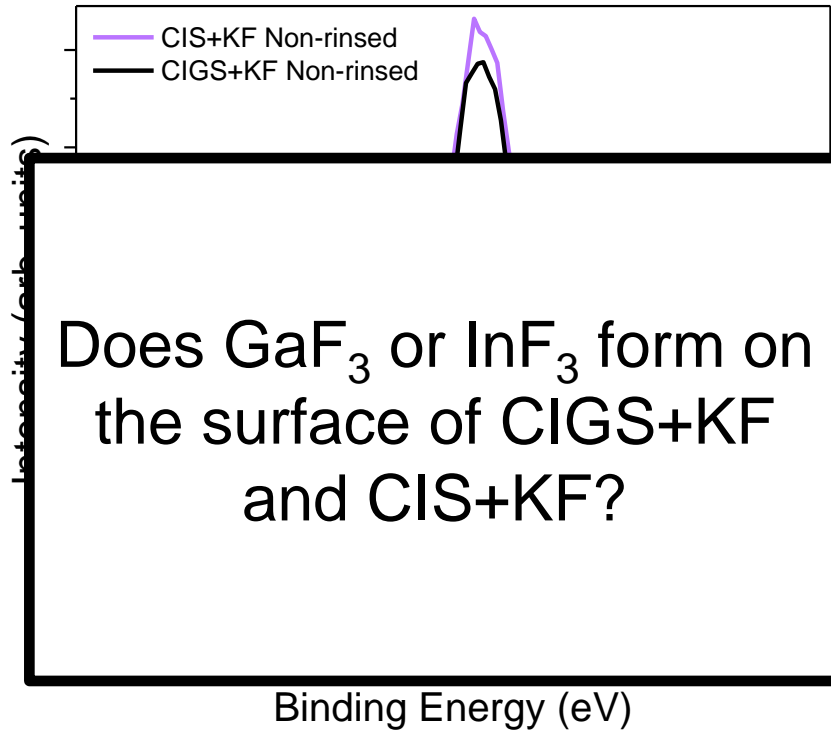 CIS+KF Non-rinsed
CIGS+KF Non-rinsed
Does GaF₃ or InF₃ form on
the surface of CIGS+KF
and CIS+KF?
Binding Energy (eV)